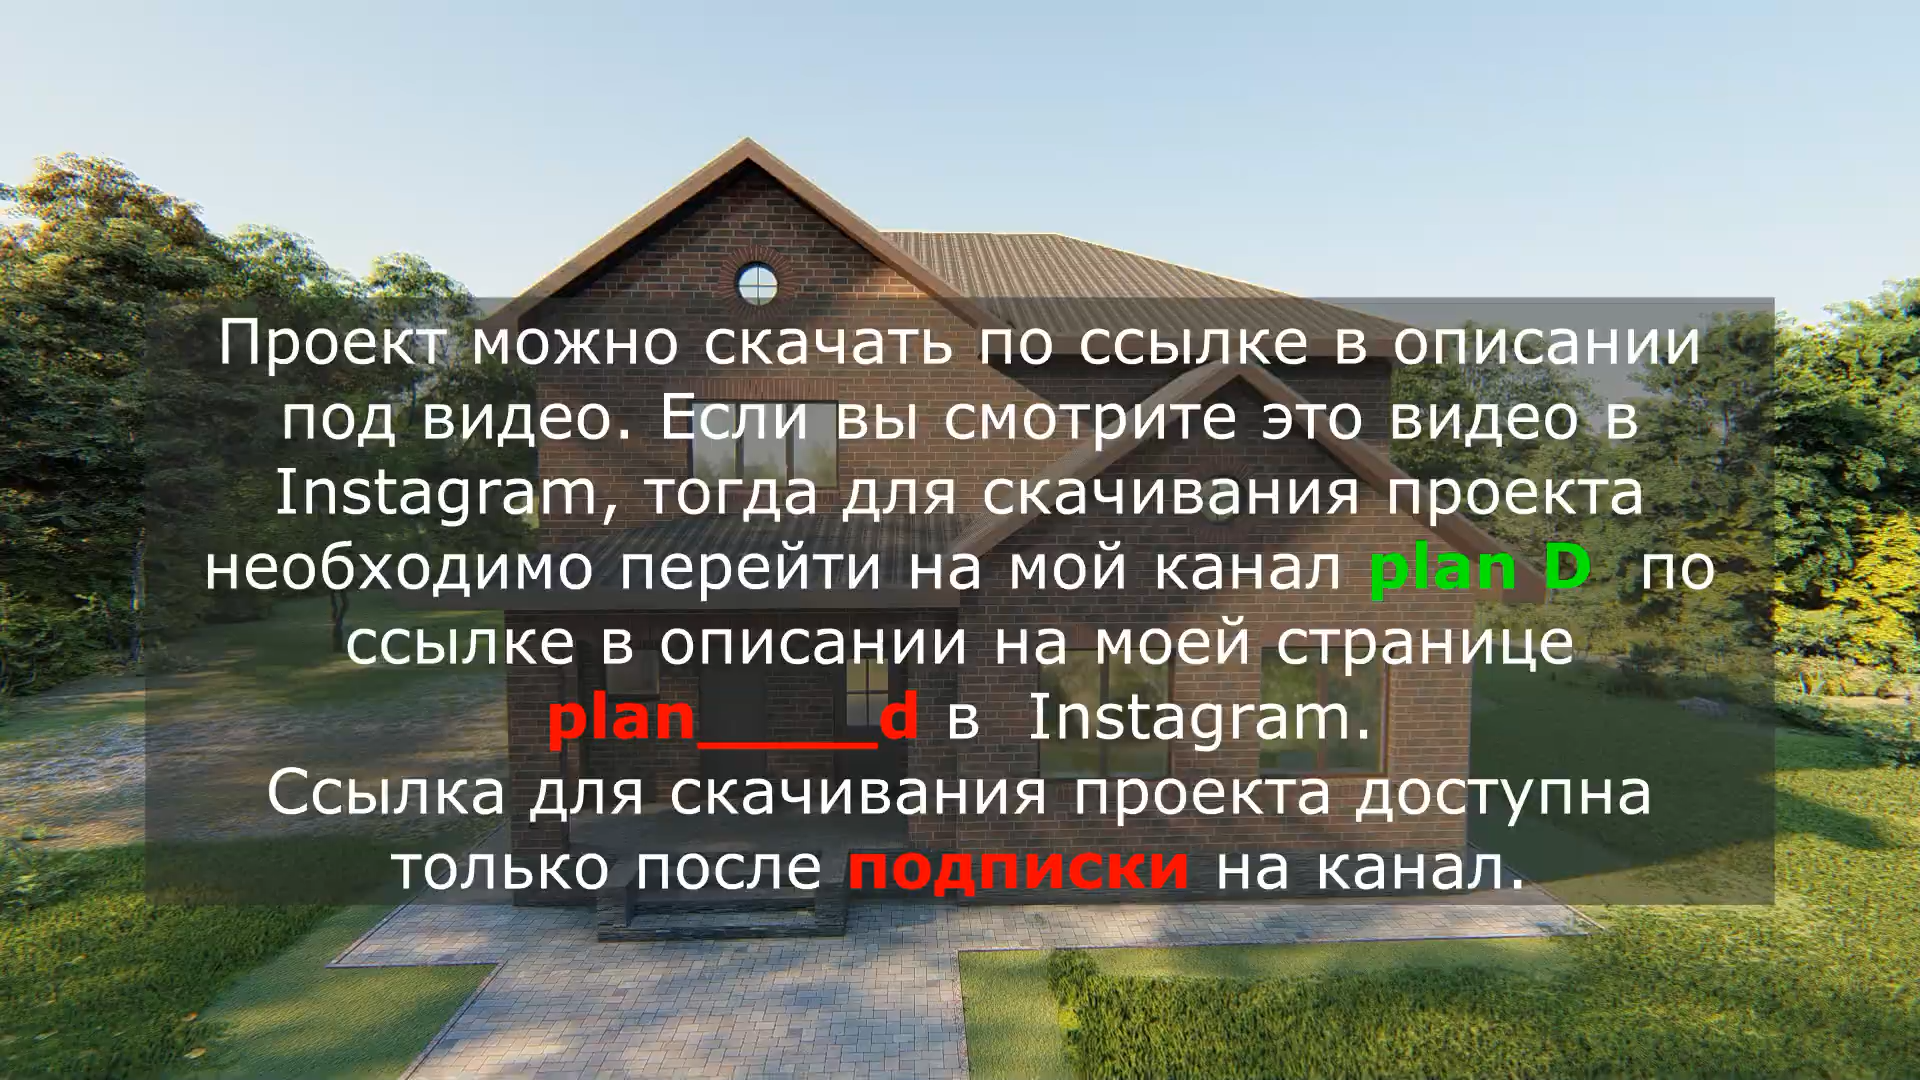 Проект можно скачать по ссылке в описании
под видео. Если вы смотрите это видео в
Instagram, тогда для скачивания проекта
необходимо перейти на мой канал plan D по
ссылке в описании на моей странице
plan_____d в Instagram.
Ссылка для скачивания проекта доступна
только после подписки на канал.